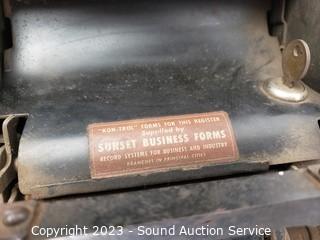 "KON-TROL" FORMS FOR THIS REGISTER
Supplied by
SUNSET BUSINESS FORMS
RECORD SYSTEMS FOR BUSINESS AND INDUSTRY
BRANCHES IN PRINCIPAL CITIES
Copyright 2023 - Sound Auction Service